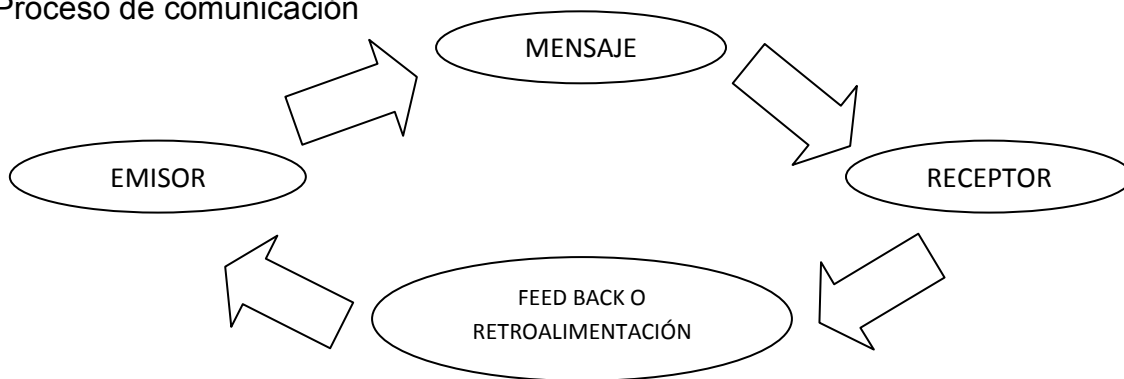 Proceso de comunicación
MENSAJE
EMISOR
RECEPTOR
FEED BACK O
RETROALIMENTACIÓN